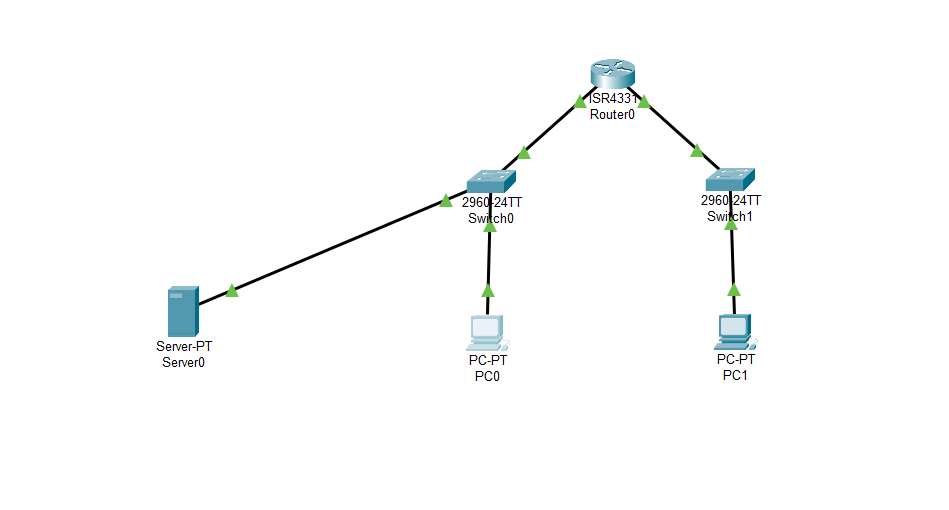 ISR4331
Router0
2960-24TT
Switch0
2960-24TT
Switch1
Server-PT
Server0
PC-PT
PC0
PC-PT
PC1